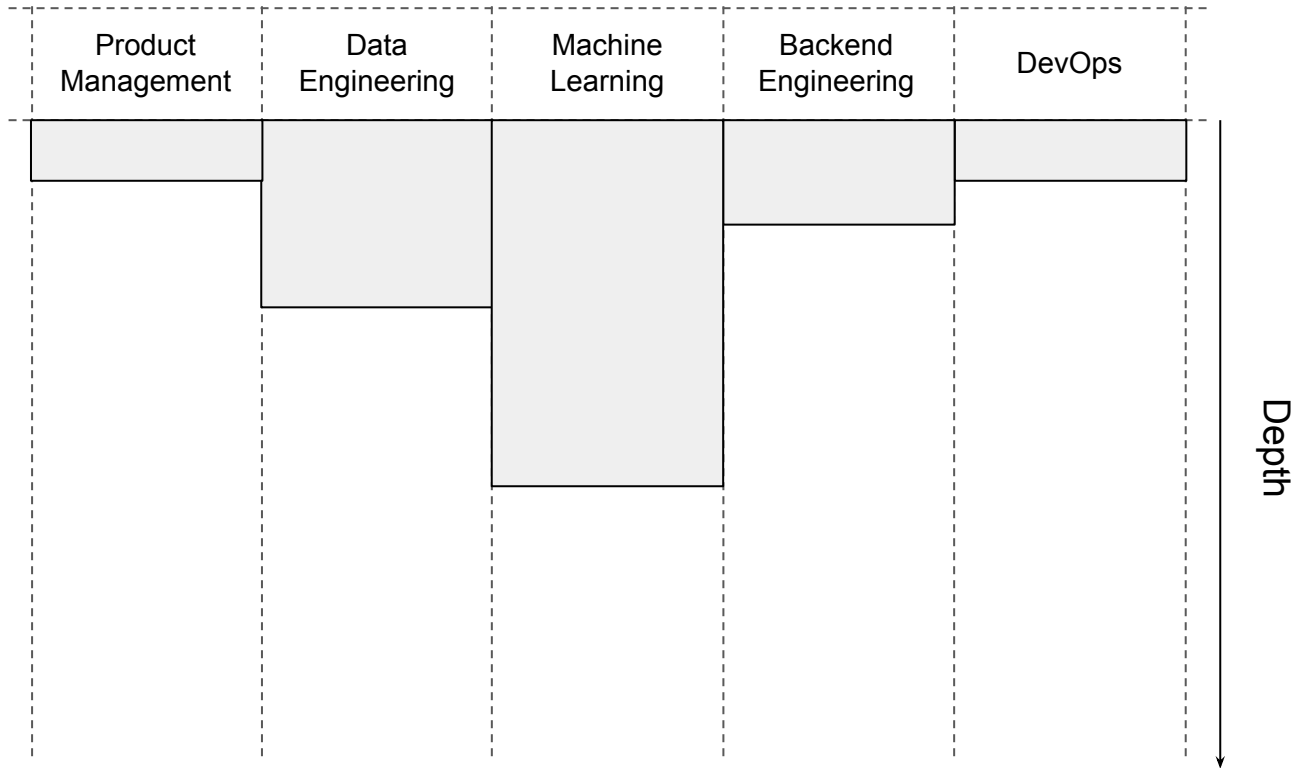 Product
Management
Data
Engineering
Machine
Learning
Backend
Engineering
DevOps
Depth